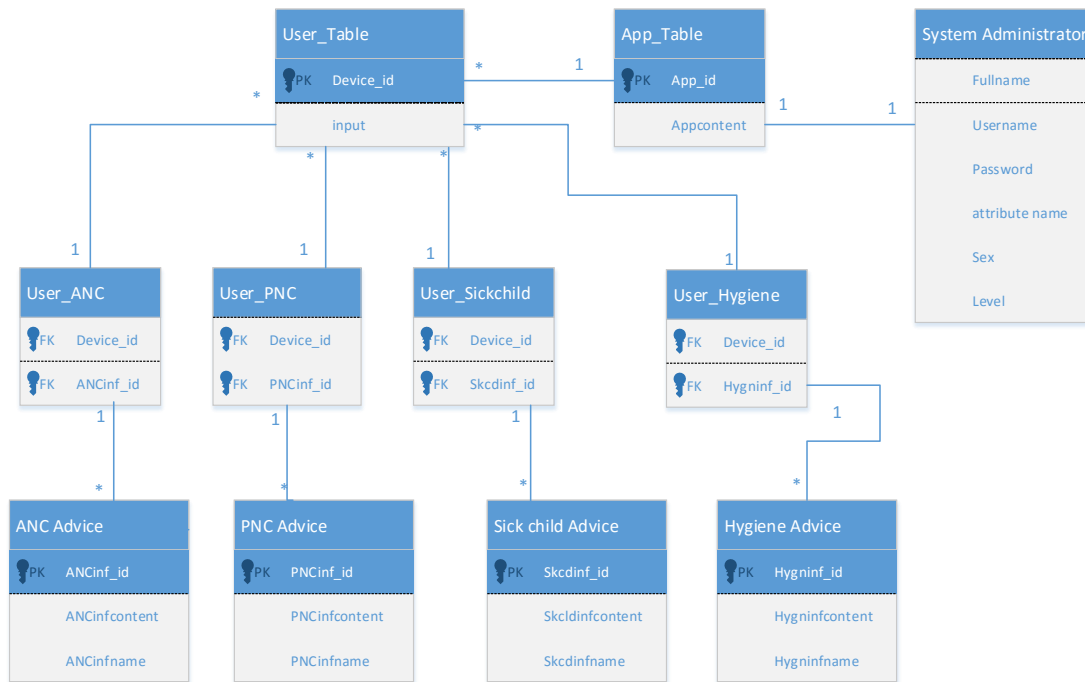 User_Table
PK Device_id
input
App_Table
PK App_id
Appcontent
System Administrator
Fullname
Username
Password
attribute name
Sex
Level
*
1
1
1
*
*
*
*
1
1
1
1
User_ANC
FK Device_id
FK ANCinf_id
User_PNC
FK Device_id
FK PNCinf_id
User_Sickchild
FK Device_id
FK Skcdinf_id
User_Hygiene
FK Device_id
FK Hygninf_id
1
1
1
1
*
*
*
*
ANC Advice
PK ANCinf_id
ANCinfcontent
ANCinfname
PNC Advice
PK PNCinf_id
PNCinfcontent
PNCinfname
Sick child Advice
PK Skcdinf_id
Skcldinfcontent
Skcdinfname
Hygiene Advice
PK Hygninf_id
Hygninfcontent
Hygninfname